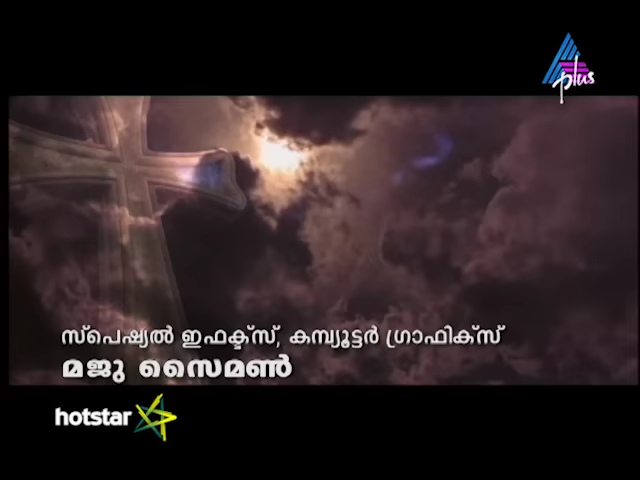 plus
സ്പെഷ്യൽ ഇഫക്ട്സ്, കമ്പ്യൂട്ടർ ഗ്രാഫിക്സ്
മജു സൈമൺ
hotstar